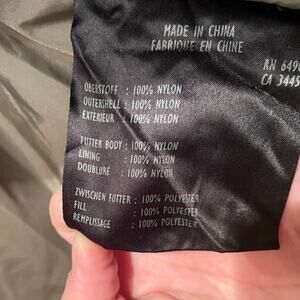 MADE IN CHINA
FABRIQUE EN CHINE
RN 649
CA 3445
OBERSTOFF : 100% NYLON
OUTERSHELL : 100% NYLON
EXTERIEUR : 100% NYLON
FUTTER BODY : 100% NYLON
LINING : 100% NYLON
DOUBLURE : 100% NYLON
ZWISCHEN FUTTER : 100% POLYESTER
FILL : 100% POLYESTER
REMPLISSAGE : 100% POLYESTER